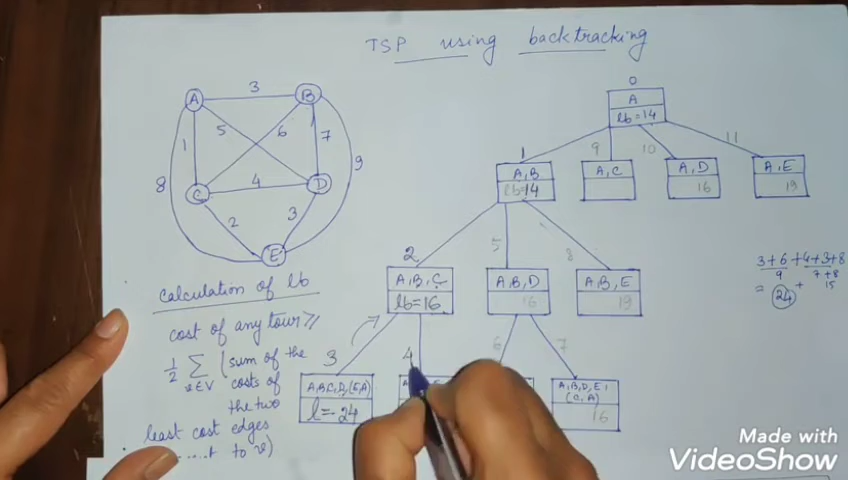 TSP using backtracking
0
A
lb=14
3
A
B
5
6
7
1
8
9
C
4
D
2
3
E
1
9
10
11
A,B
lb=14
A,C
A,D
16
A,E
19
2
5
8
A,B,C
lb=16
A,B,D
16
A,B,E
19
3+6+4+3+8
9
7+8
= 24
+
15
calculation of lb
cost of any tour ≥
1/2 Σ (sum of the
costs of
the two
least cost edges
to v)
3
4
6
7
A,B,C,D,(E,A)
l=24
A,B,D,E,
(C,A)
16
Made with
VideoShow